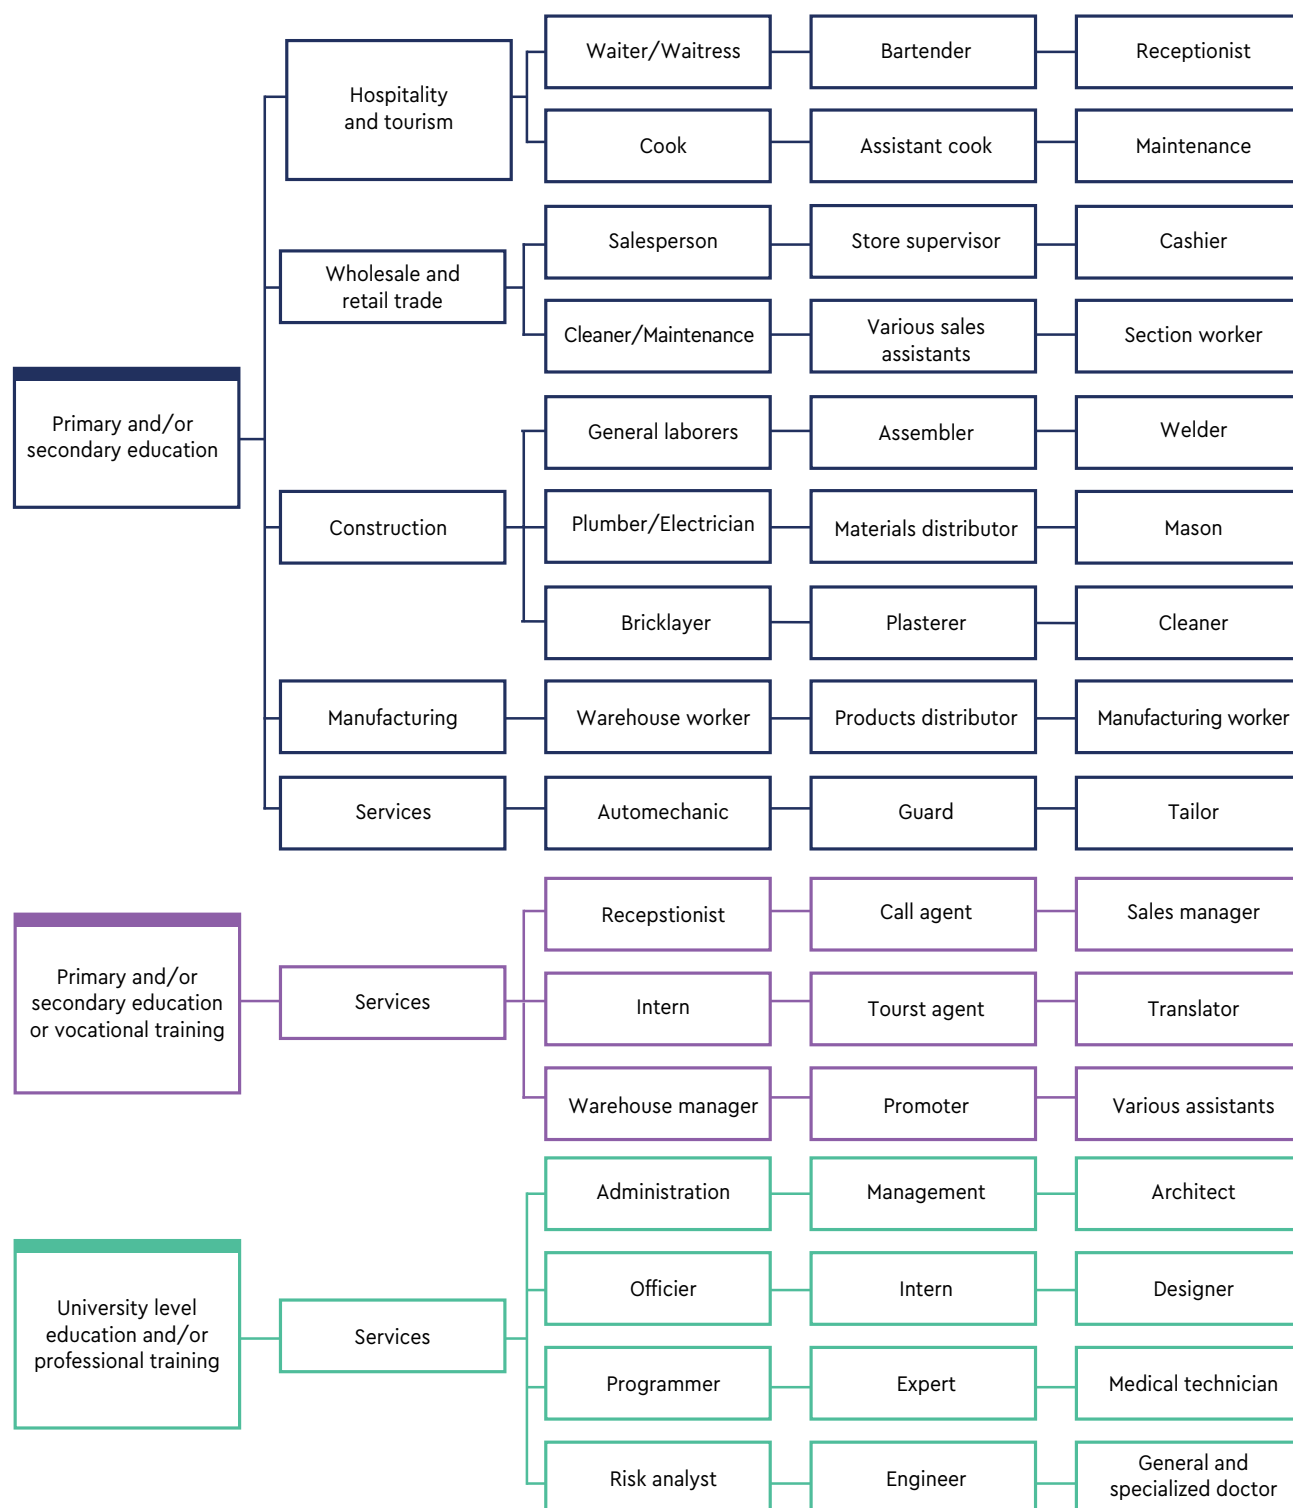 Waiter/Waitress
Bartender
Receptionist
Hospitality
and tourism
Cook
Assistant cook
Maintenance
Salesperson
Store supervisor
Cashier
Wholesale and
retail trade
Cleaner/Maintenance
Various sales
assistants
Section worker
Primary and/or
secondary education
General laborers
Assembler
Welder
Construction
Plumber/Electrician
Materials distributor
Mason
Bricklayer
Plasterer
Cleaner
Manufacturing
Warehouse worker
Products distributor
Manufacturing worker
Services
Automechanic
Guard
Tailor
Primary and/or
secondary education
or vocational training
Services
Recepstionist
Call agent
Sales manager
Intern
Tourst agent
Translator
Warehouse manager
Promoter
Various assistants
University level
education and/or
professional training
Services
Administration
Management
Architect
Officier
Intern
Designer
Programmer
Expert
Medical technician
Risk analyst
Engineer
General and
specialized doctor